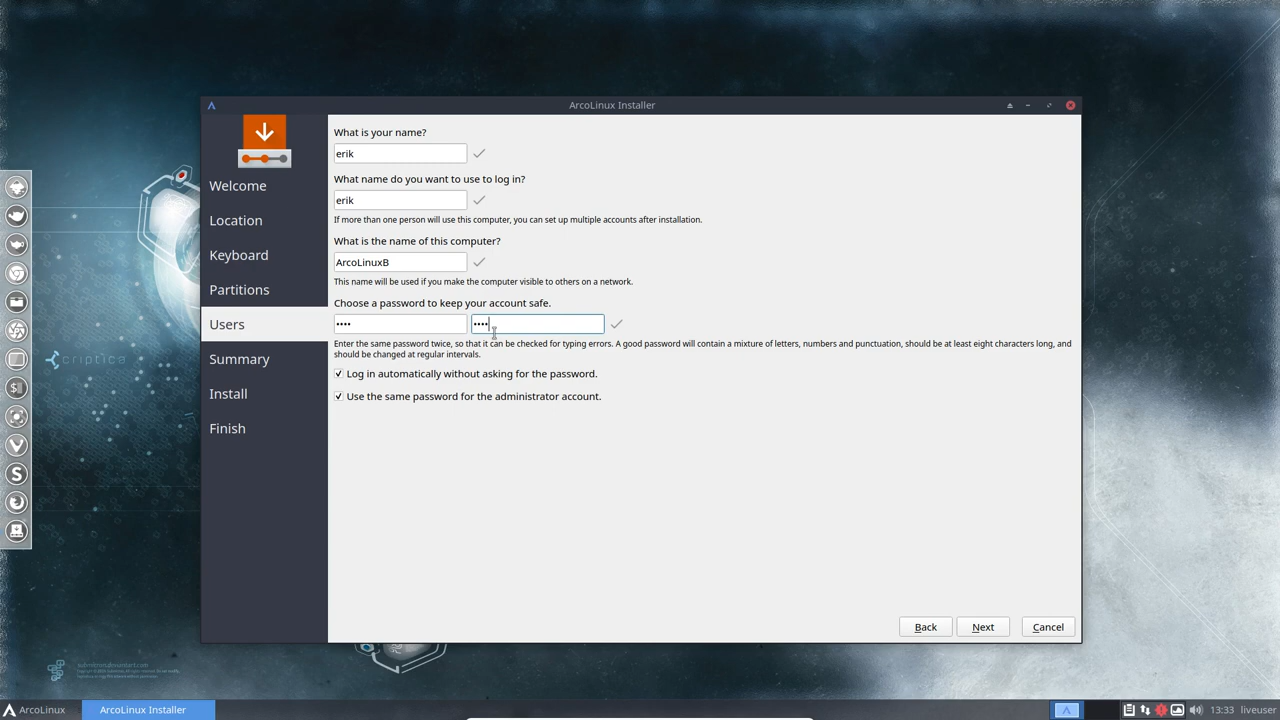 ArcoLinux Installer
What is your name?
erik
Welcome
What name do you want to use to log in?
erik
Location
If more than one person will use this computer, you can set up multiple accounts after installation.
What is the name of this computer?
Keyboard
ArcoLinuxB
This name will be used if you make the computer visible to others on a network.
Partitions
Choose a password to keep your account safe.
Users
••••
••••
Enter the same password twice, so that it can be checked for typing errors. A good password will contain a mixture of letters, numbers and punctuation, should be at least eight characters long, and
should be changed at regular intervals.
Summary
Log in automatically without asking for the password.
Install
Use the same password for the administrator account.
Finish
criptica
Back
Next
Cancel
ArcoLinux
ArcoLinux Installer
13:33
liveuser